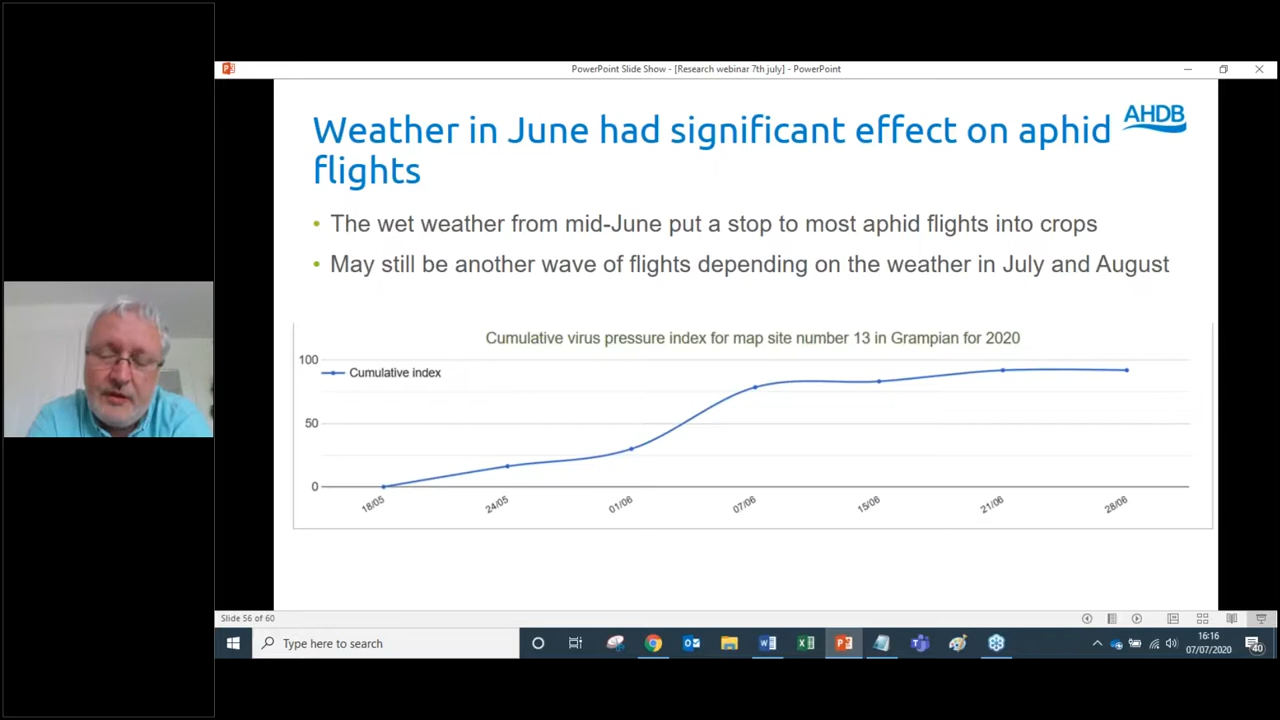 PowerPoint Slide Show - [Research webinar 7th july] - PowerPoint
Weather in June had significant effect on aphid
flights
AHDB
• The wet weather from mid-June put a stop to most aphid flights into crops
• May still be another wave of flights depending on the weather in July and August
Cumulative virus pressure index for map site number 13 in Grampian for 2020
100
Cumulative index
50
0
18/05 24/05 01/06 07/06 15/06 21/06 28/06
Slide 56 of 60
Type here to search
16:16
07/07/2020
40